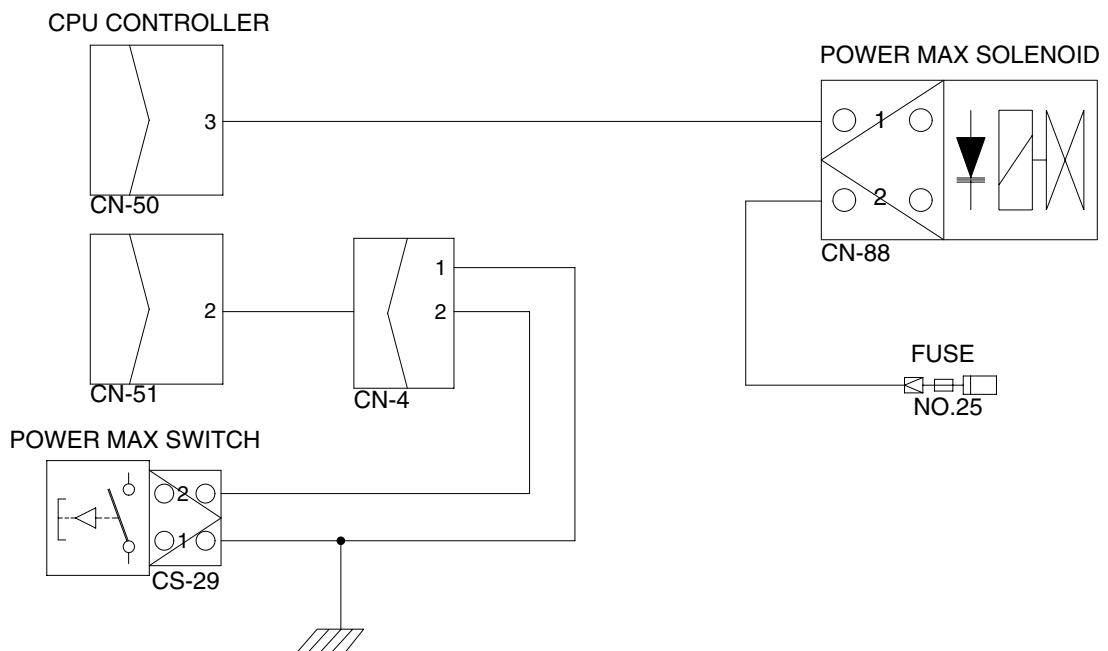 CPU CONTROLLER
POWER MAX SOLENOID
3
1
2
CN-50
CN-88
2
1
2
CN-51
CN-4
FUSE
NO.25
POWER MAX SWITCH
2
1
CS-29